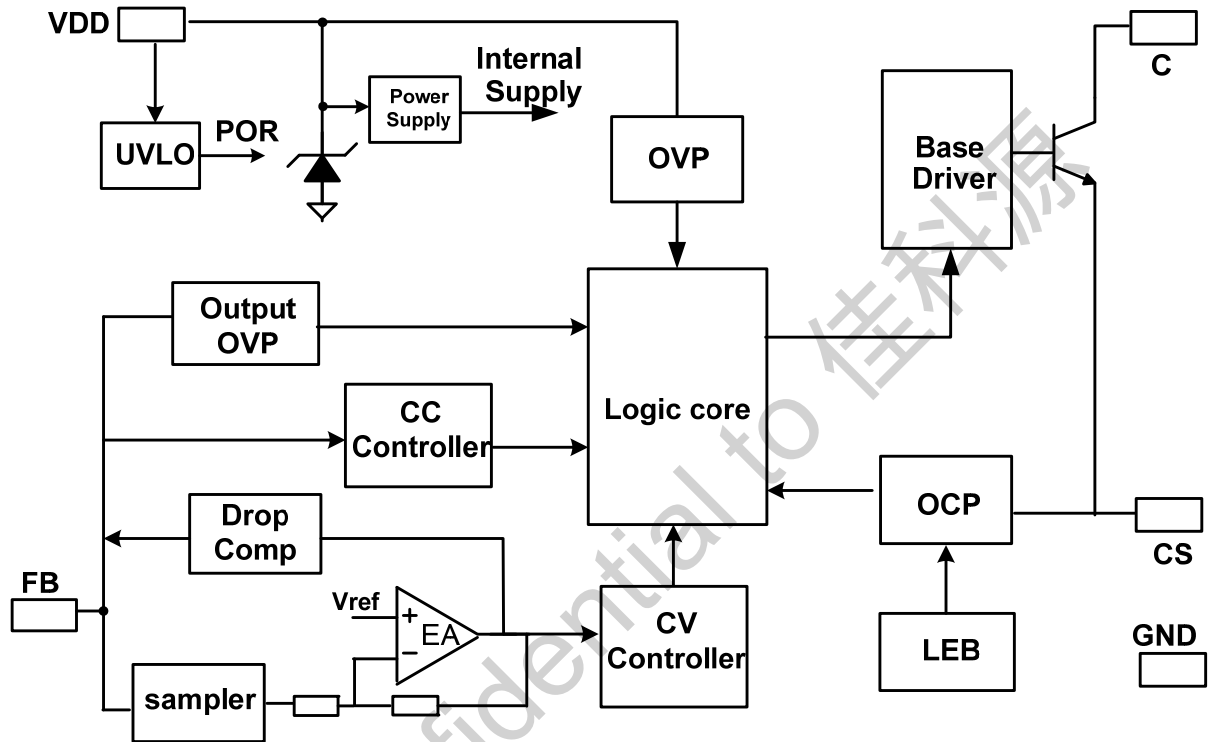 VDD
C
Internal
Supply
Power
Supply
POR
UVLO
OVP
Base
Driver
Output
OVP
CC
Controller
Logic core
Drop
Comp
OCP
CS
FB
Vref
+
EA
−
CV
Controller
LEB
GND
sampler
fidential to 佳科源